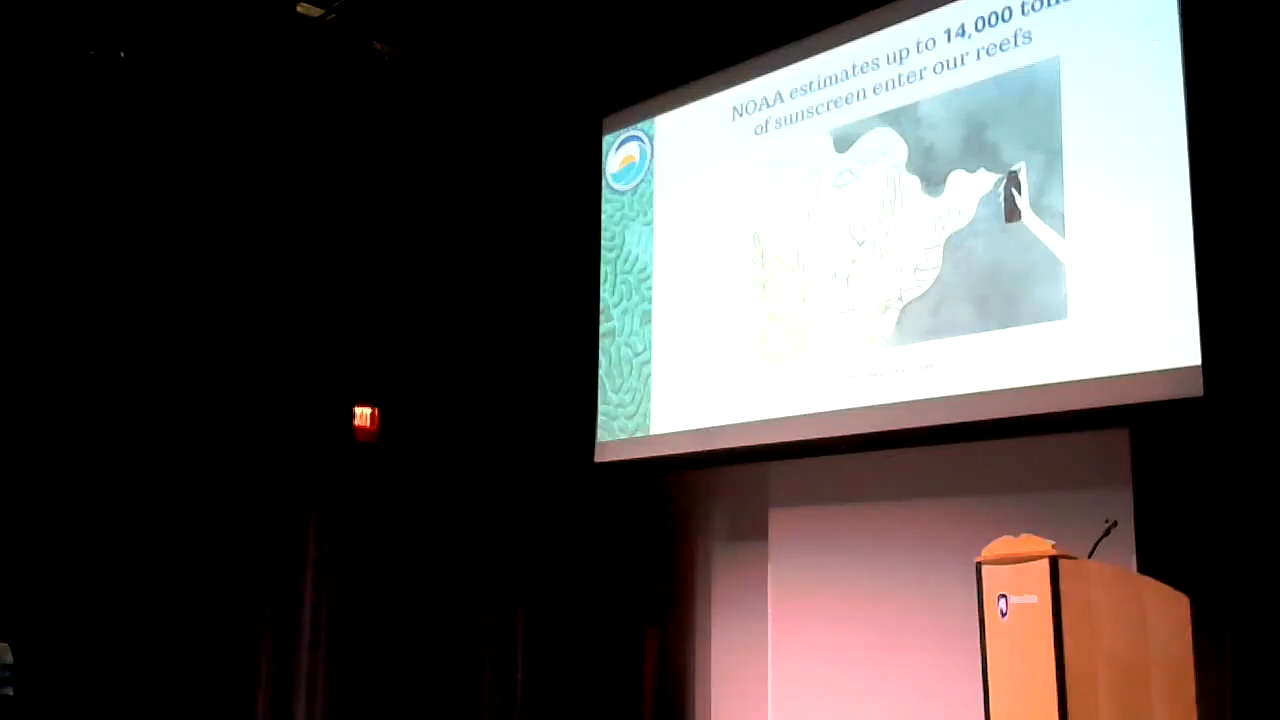 NOAA estimates up to 14,000 tons
of sunscreen enter our reefs
EXIT